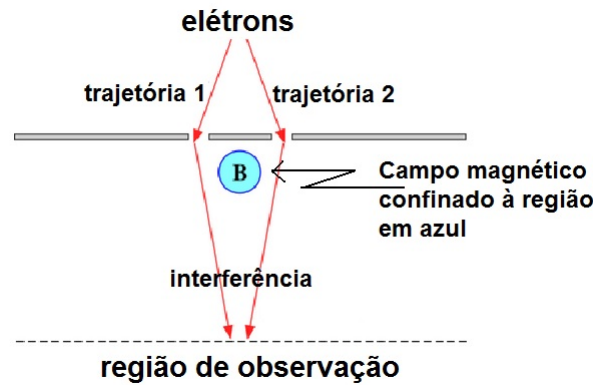 elétrons
trajetória 1
trajetória 2
B
Campo magnético
confinado à região
em azul
interferência
região de observação